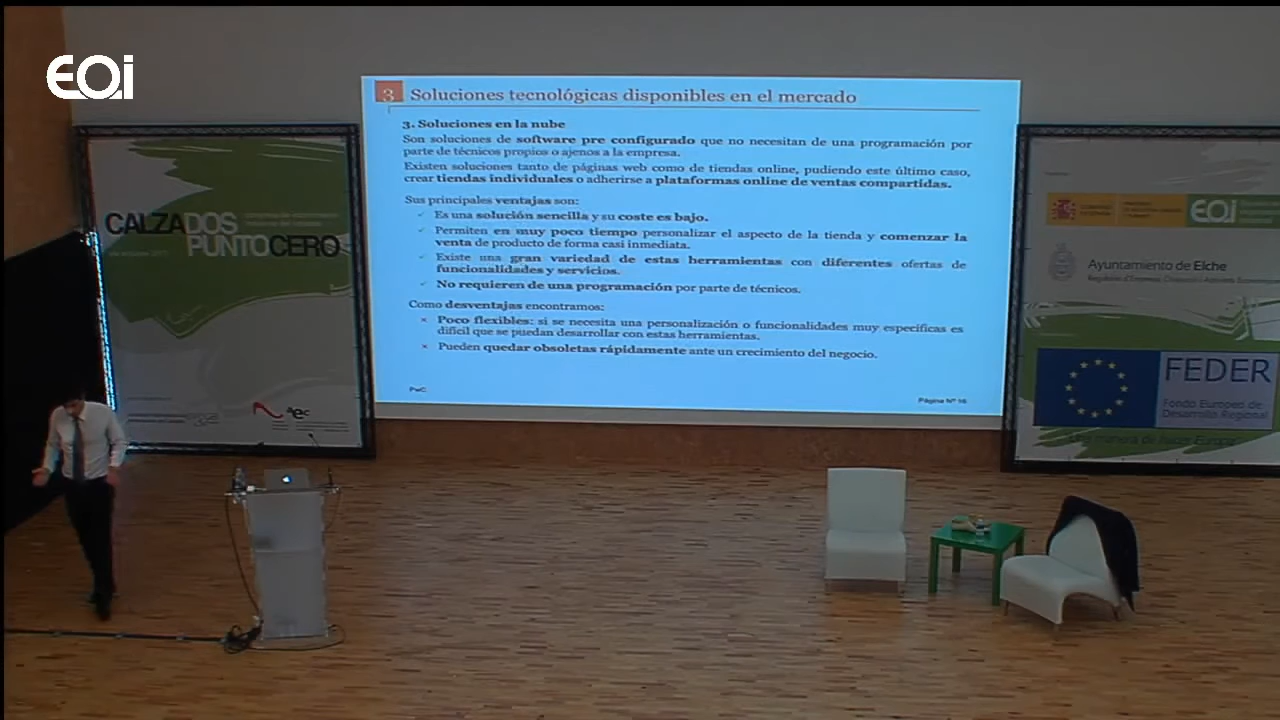 EOi
3 Soluciones tecnológicas disponibles en el mercado
3. Soluciones en la nube
Son soluciones de software pre configurado que no necesitan de una programación por
parte de técnicos propios o ajenos a la empresa.
Existen soluciones tanto de páginas web como de tiendas online, pudiendo este último caso,
crear tiendas individuales o adherirse a plataformas online de ventas compartidas.
Sus principales ventajas son:
✓ Es una solución sencilla y su coste es bajo.
✓ Permiten en muy poco tiempo personalizar el aspecto de la tienda y comenzar la
venta de producto de forma casi inmediata.
✓ Existe una gran variedad de estas herramientas con diferentes ofertas de
funcionalidades y servicios.
✓ No requieren de una programación por parte de técnicos.
Como desventajas encontramos:
× Poco flexibles: si se necesita una personalización o funcionalidades muy especificas es
difícil que se puedan desarrollar con estas herramientas.
× Pueden quedar obsoletas rápidamente ante un crecimiento del negocio.
PwC
Página Nº 16
CALZADOS
PUNTOCERO
aec
EOi
Ayuntamiento de Elche
FEDER
Fondo Europeo de
Desarrollo Regional
Una manera de hacer Europa